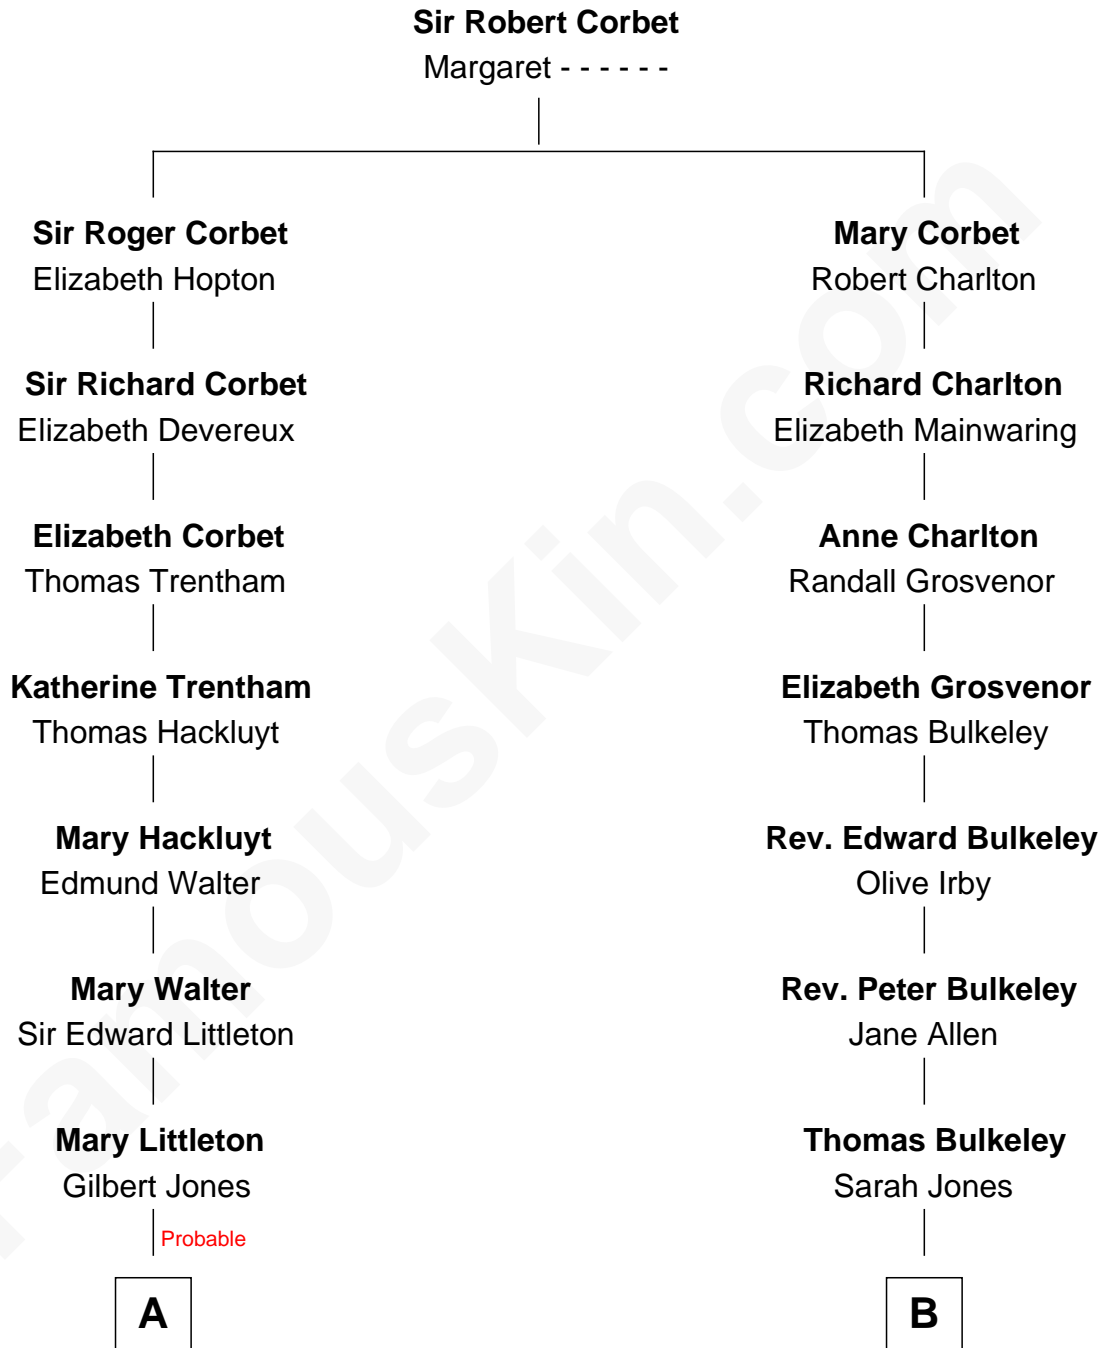 Sir Robert Corbet
Margaret - - - - - -
Sir Roger Corbet
Elizabeth Hopton
Mary Corbet
Robert Charlton
Sir Richard Corbet
Elizabeth Devereux
Richard Charlton
Elizabeth Mainwaring
Elizabeth Corbet
Thomas Trentham
Anne Charlton
Randall Grosvenor
Katherine Trentham
Thomas Hackluyt
Elizabeth Grosvenor
Thomas Bulkeley
Mary Hackluyt
Edmund Walter
Rev. Edward Bulkeley
Olive Irby
Mary Walter
Sir Edward Littleton
Rev. Peter Bulkeley
Jane Allen
Mary Littleton
Gilbert Jones
Thomas Bulkeley
Sarah Jones
Probable
A
B
FamousKin.com